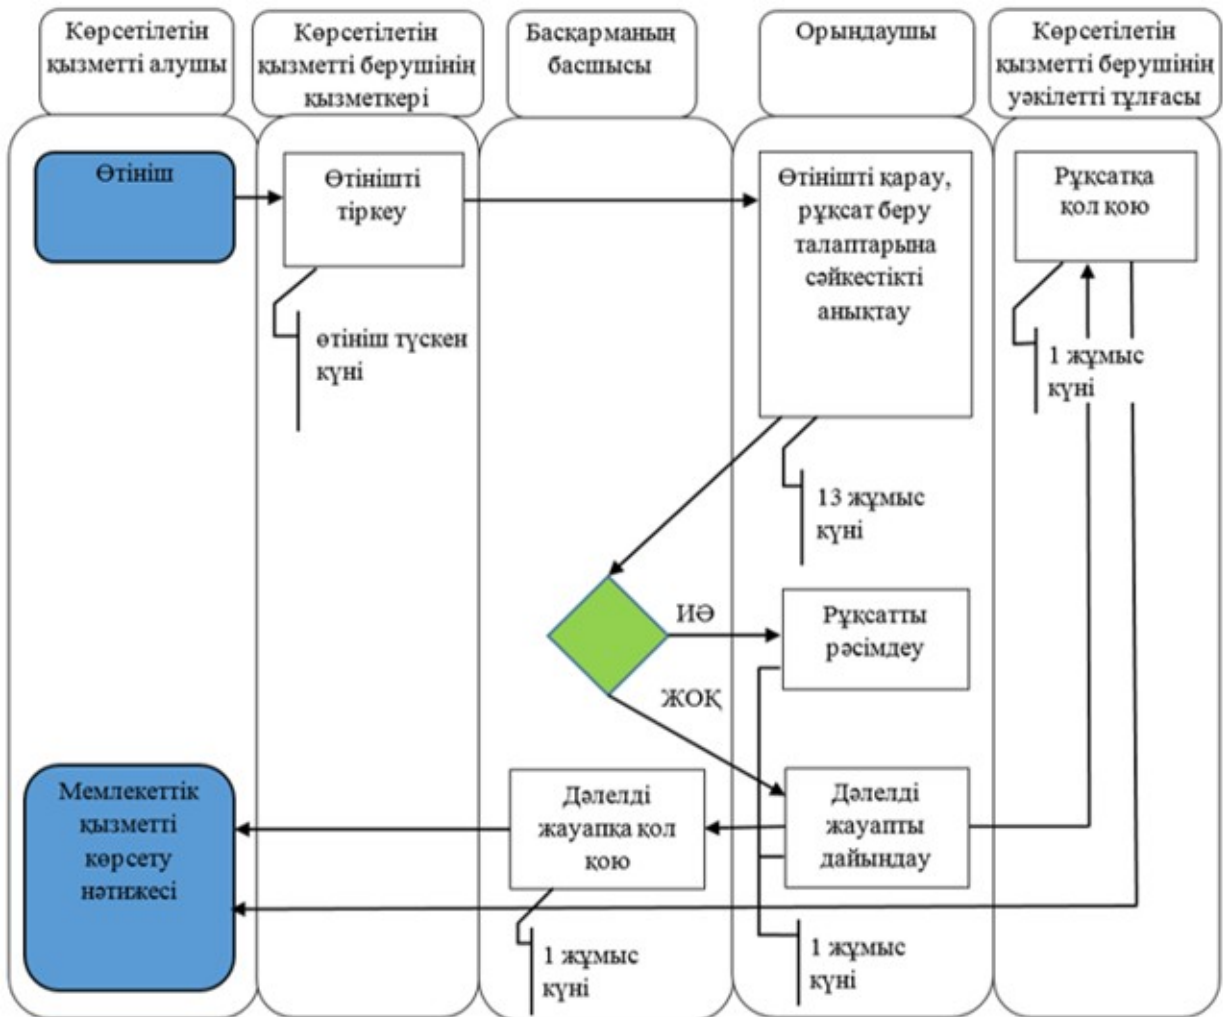 Көрсетілетін
қызметті алушы
Көрсетілетін
қызметті берушінің
қызметкері
Басқарманың
басшысы
Орындаушы
Көрсетілетін
қызметті берушінің
уәкілетті тұлғасы
Өтініш
Өтінішті
тіркеу
Өтінішті қарау,
рұқсат беру
талаптарына
сәйкестікті
анықтау
Рұқсатқа
қол қою
өтініш түскен
күні
1 жұмыс
күні
13 жұмыс
күні
ИӘ
Рұқсатты
рәсімдеу
ЖОҚ
Мемлекеттік
қызметті
көрсету
нәтижесі
Дәлелді
жауапқа қол
қою
Дәлелді
жауапты
дайындау
1 жұмыс
күні
1 жұмыс
күні